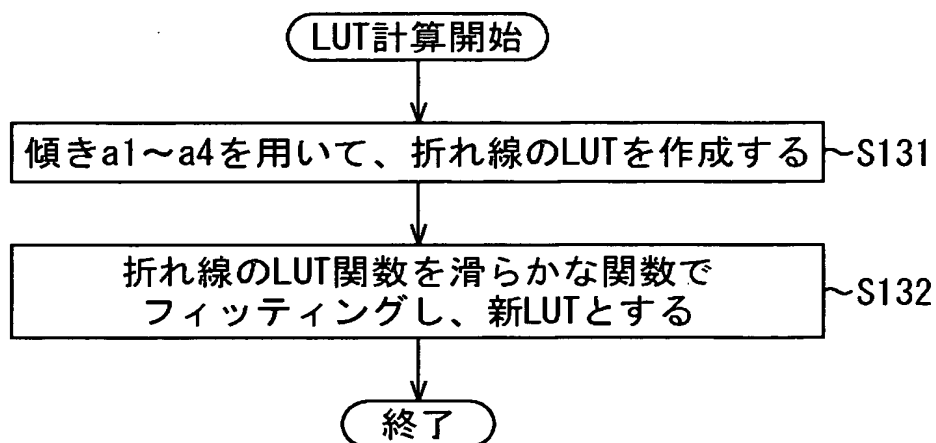 LUT計算開始
傾きa1~a4を用いて、折れ線のLUTを作成する ~S131
折れ線のLUT関数を滑らかな関数で
フィッティングし、新LUTとする ~S132
終了